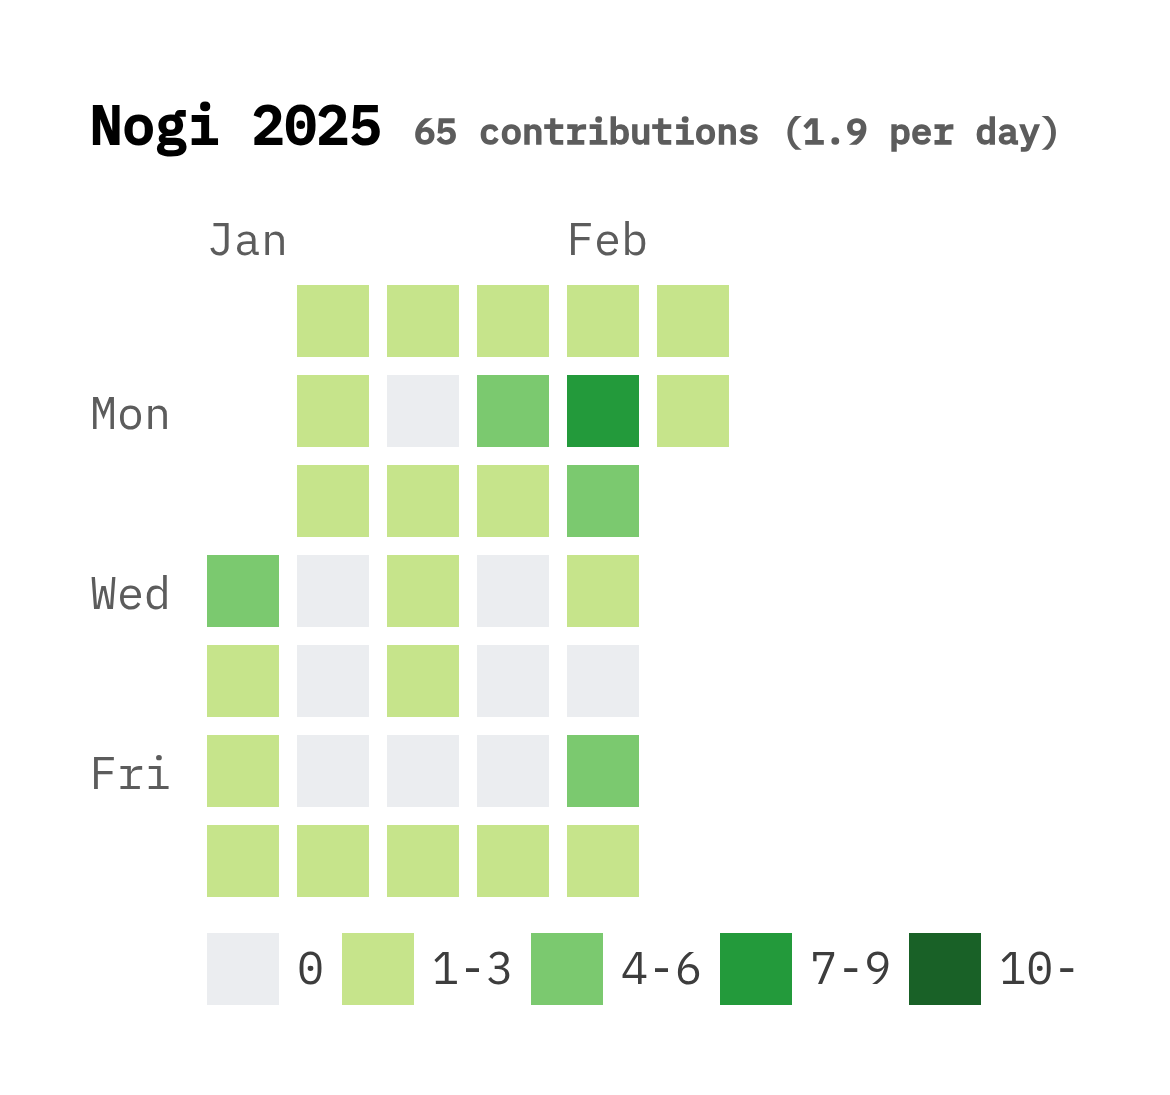 Nogi 2025 65 contributions (1.9 per day)
Jan Feb
Mon
Wed
Fri
0 1-3 4-6 7-9 10-